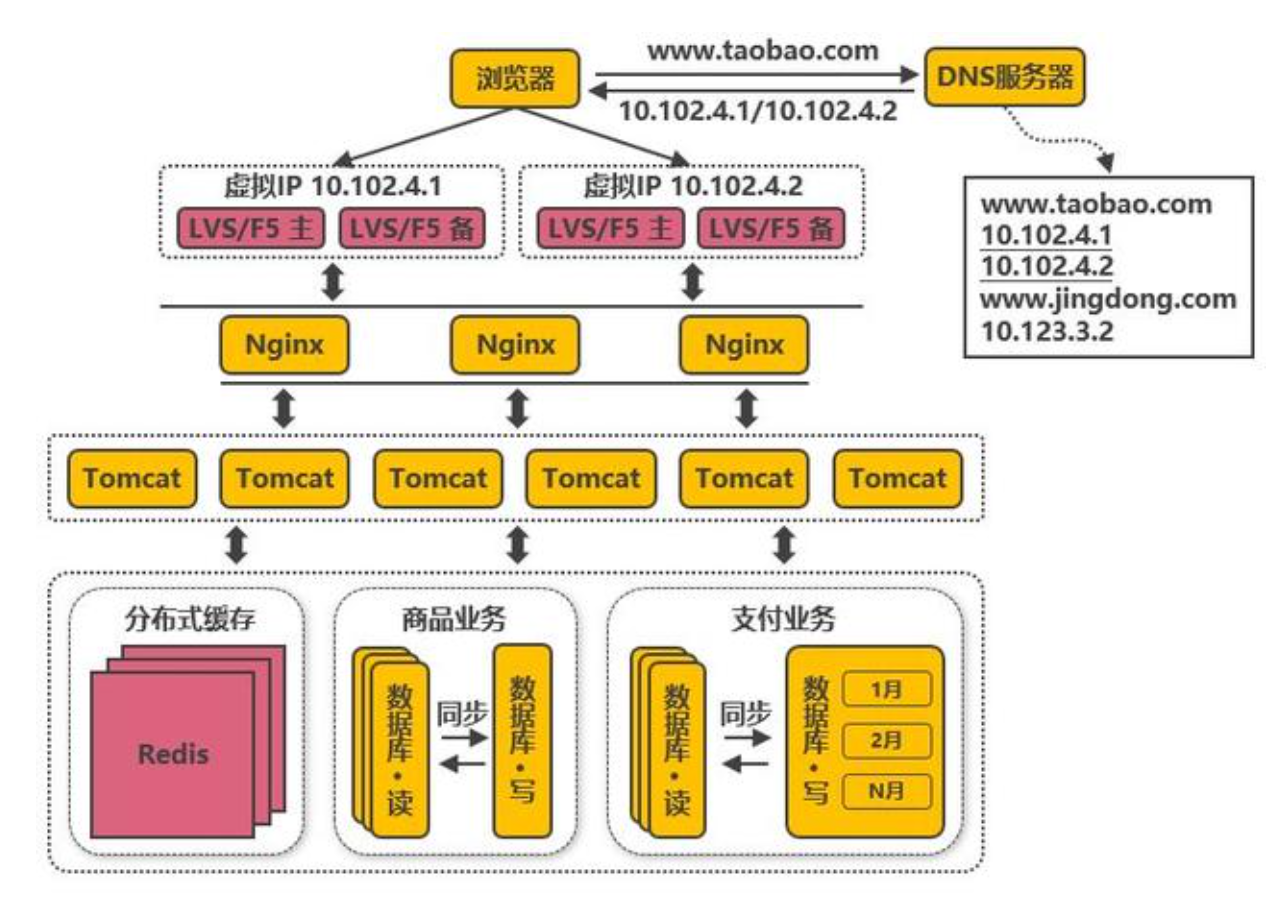 www.taobao.com
浏览器
DNS服务器
10.102.4.1/10.102.4.2
虚拟IP 10.102.4.1
LVS/F5 主
LVS/F5 备
虚拟IP 10.102.4.2
LVS/F5 主
LVS/F5 备
www.taobao.com
10.102.4.1
10.102.4.2
www.jingdong.com
10.123.3.2
Nginx
Nginx
Nginx
Tomcat
Tomcat
Tomcat
Tomcat
Tomcat
Tomcat
分布式缓存
Redis
商品业务
数据库·读
同步
数据库·写
支付业务
数据库·读
同步
数据库·写
1月
2月
N月